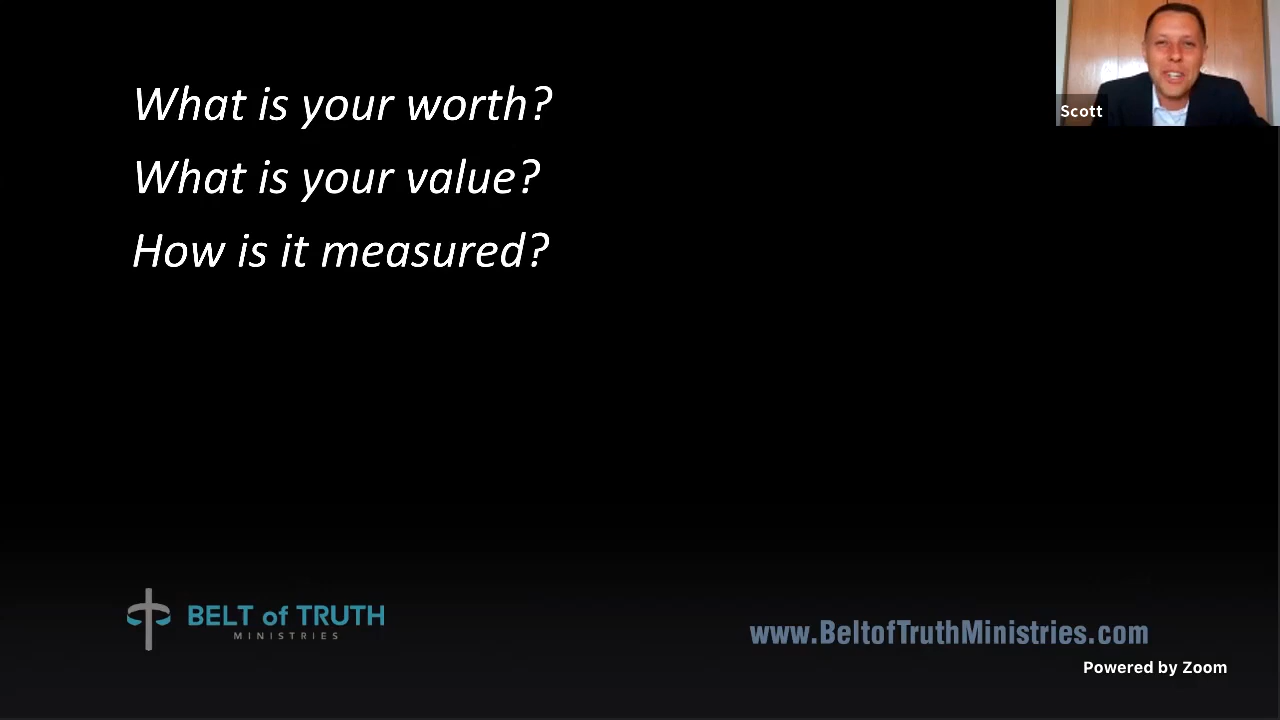 What is your worth?
Scott
What is your value?
How is it measured?
BELT of TRUTH
MINISTRIES
www.BeltofTruthMinistries.com
Powered by Zoom